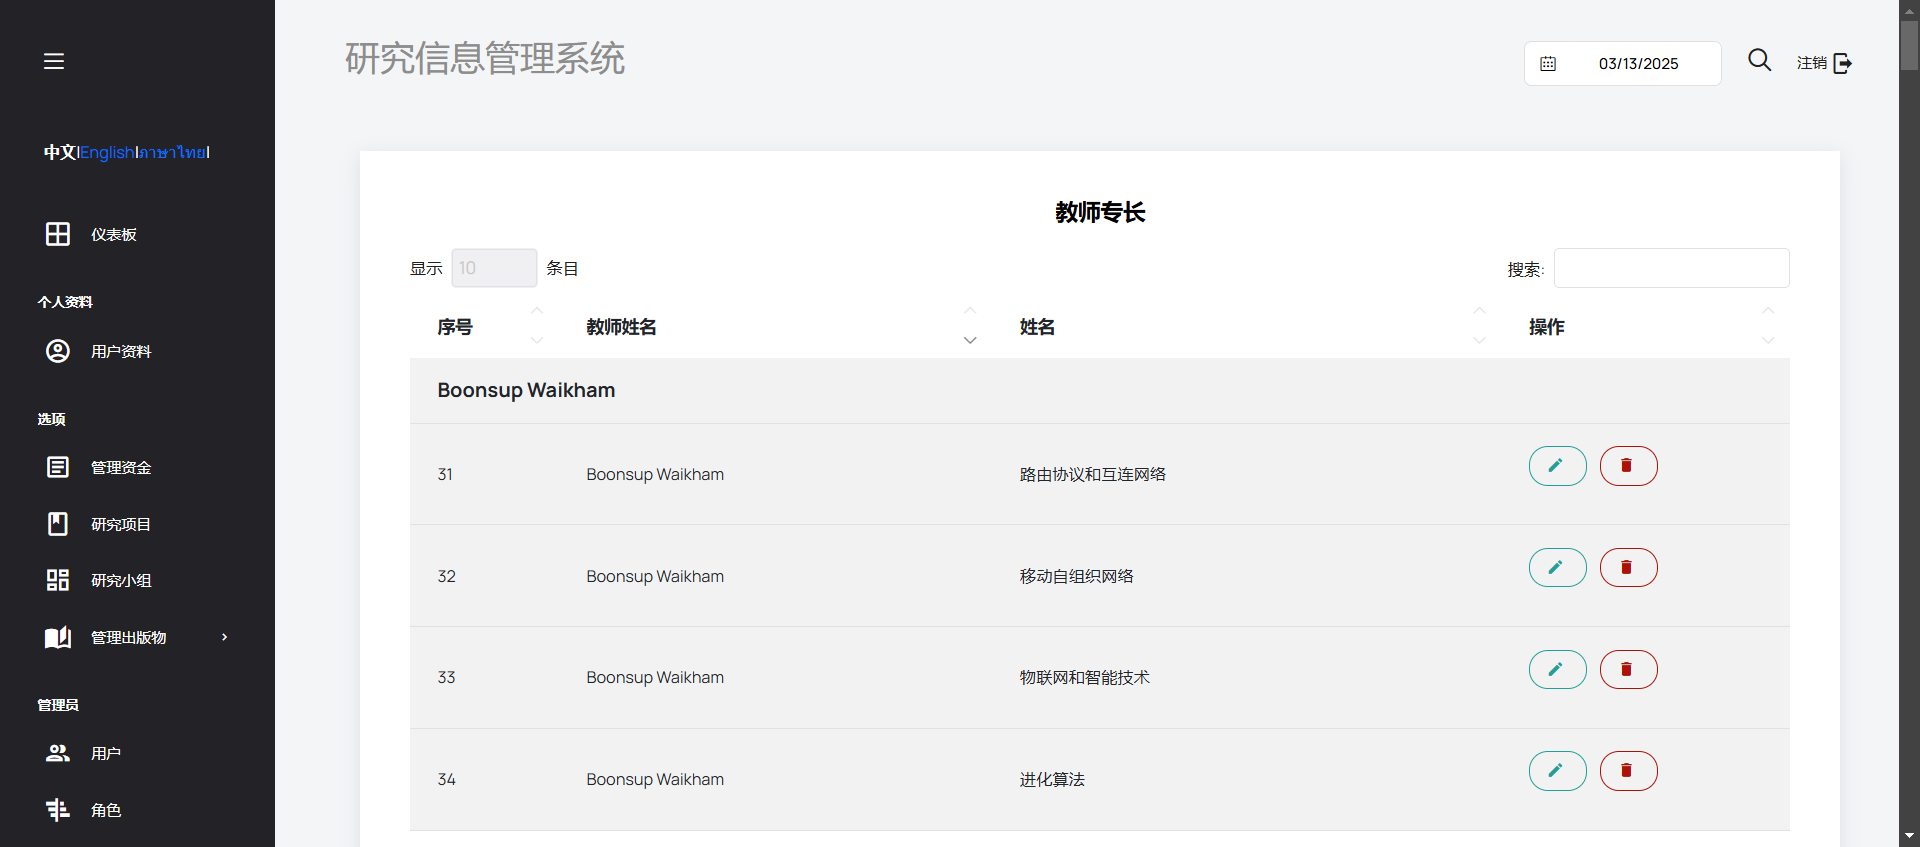 研究信息管理系统
03/13/2025
注销
中文|English|ภาษาไทย|
仪表板
个人资料
用户资料
选项
管理资金
研究项目
研究小组
管理出版物
管理员
用户
角色
教师专长
显示 10 条目
搜索:
序号 教师姓名 姓名 操作
Boonsup Waikham
31 Boonsup Waikham 路由协议和互连网络
32 Boonsup Waikham 移动自组织网络
33 Boonsup Waikham 物联网和智能技术
34 Boonsup Waikham 进化算法